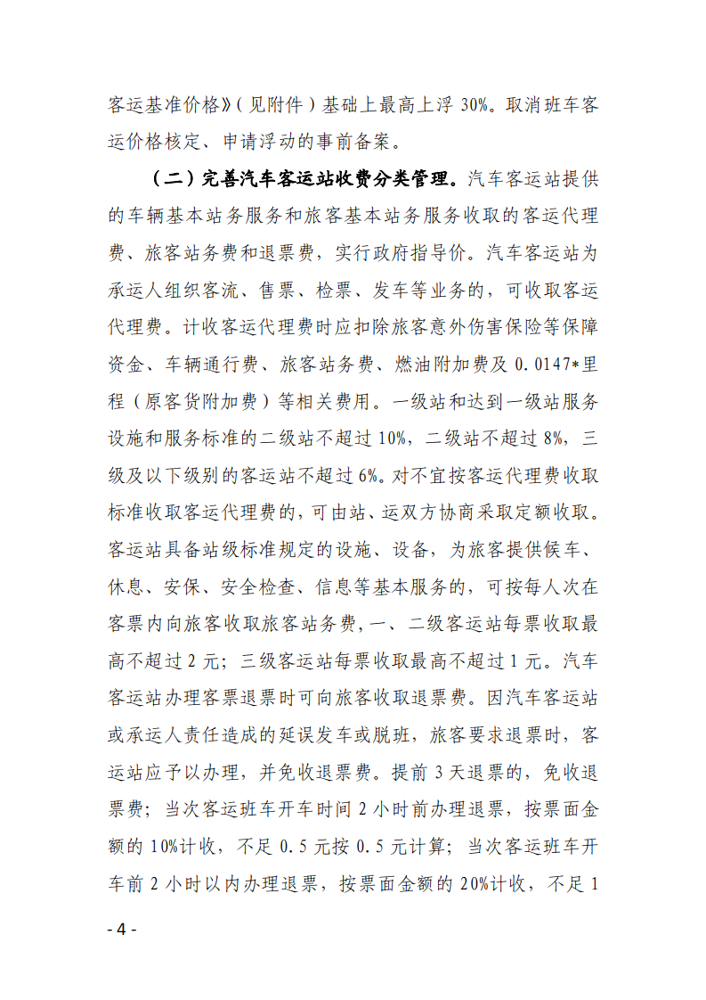 客运基准价格》（见附件）基础上最高上浮 30%。取消班车客
运价格核定、申请浮动的事前备案。
（二）完善汽车客运站收费分类管理。汽车客运站提供
的车辆基本站务服务和旅客基本站务服务收取的客运代理
费、旅客站务费和退票费，实行政府指导价。汽车客运站为
承运人组织客流、售票、检票、发车等业务的，可收取客运
代理费。计收客运代理费时应扣除旅客意外伤害保险等保障
资金、车辆通行费、旅客站务费、燃油附加费及 0.0147*里
程（原客货附加费）等相关费用。一级站和达到一级站服务
设施和服务标准的二级站不超过 10%，二级站不超过 8%，三
级及以下级别的客运站不超过 6%。对不宜按客运代理费收取
标准收取客运代理费的，可由站、运双方协商采取定额收取。
客运站具备站级标准规定的设施、设备，为旅客提供候车、
休息、安保、安全检查、信息等基本服务的，可按每人次在
客票内向旅客收取旅客站务费,一、二级客运站每票收取最
高不超过 2 元；三级客运站每票收取最高不超过 1 元。汽车
客运站办理客票退票时可向旅客收取退票费。因汽车客运站
或承运人责任造成的延误发车或脱班，旅客要求退票时，客
运站应予以办理，并免收退票费。提前 3 天退票的，免收退
票费；当次客运班车开车时间 2 小时前办理退票，按票面金
额的 10%计收，不足 0.5 元按 0.5 元计算；当次客运班车开
车前 2 小时以内办理退票，按票面金额的 20%计收，不足 1
- 4 -